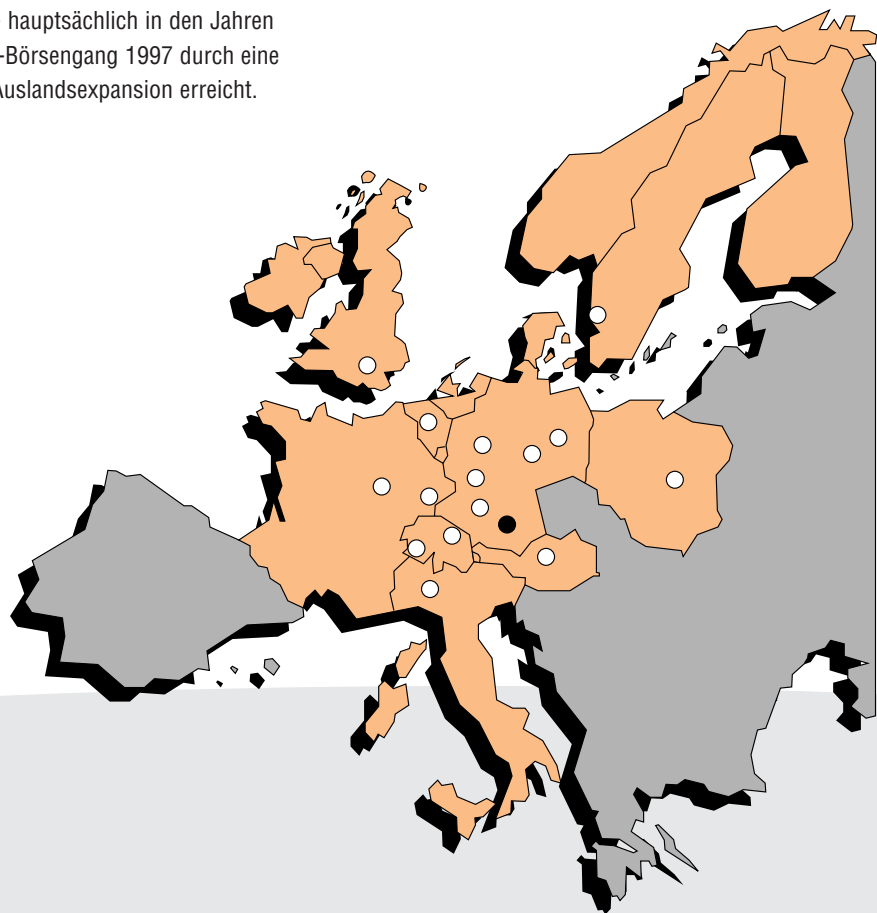 hauptsächlich in den Jahren
-Börsengang 1997 durch eine
Auslandsexpansion erreicht.